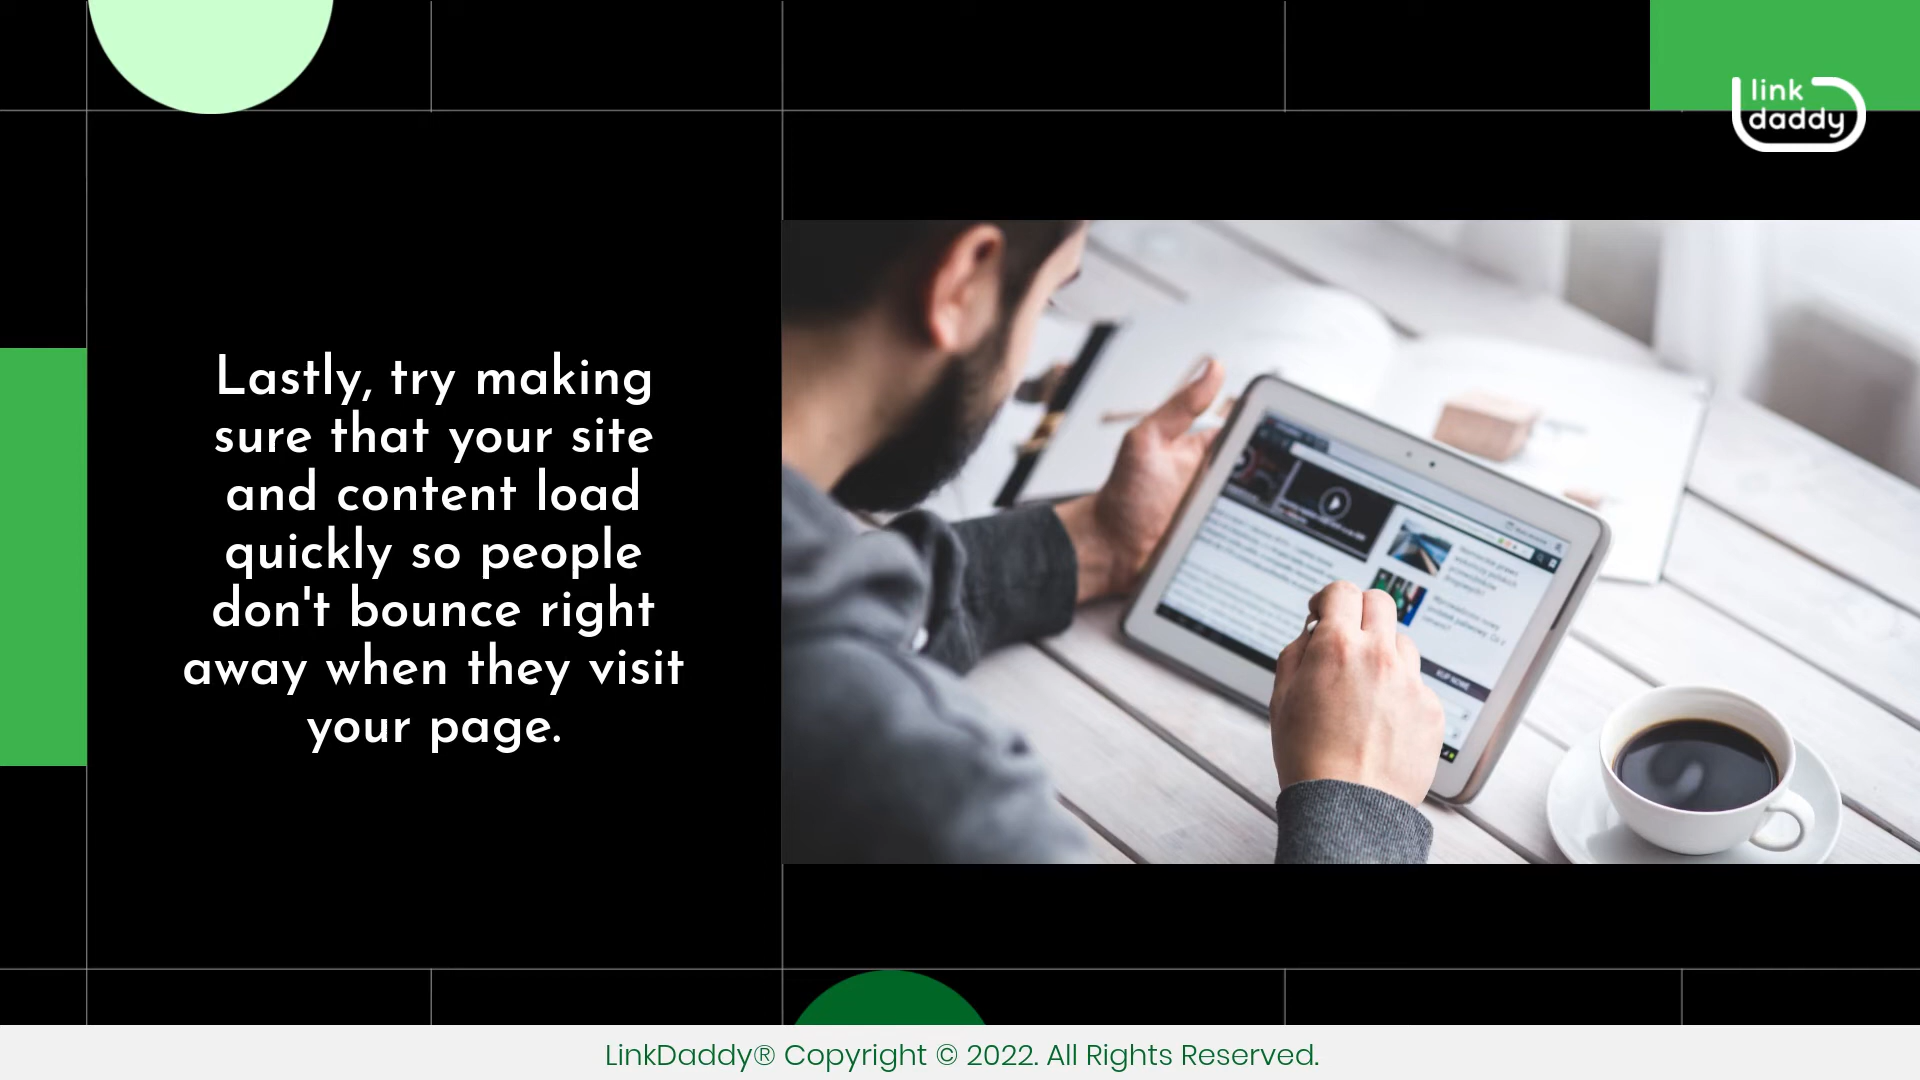 link
daddy
Lastly, try making
sure that your site
and content load
quickly so people
don't bounce right
away when they visit
your page.
LinkDaddy® Copyright © 2022. All Rights Reserved.